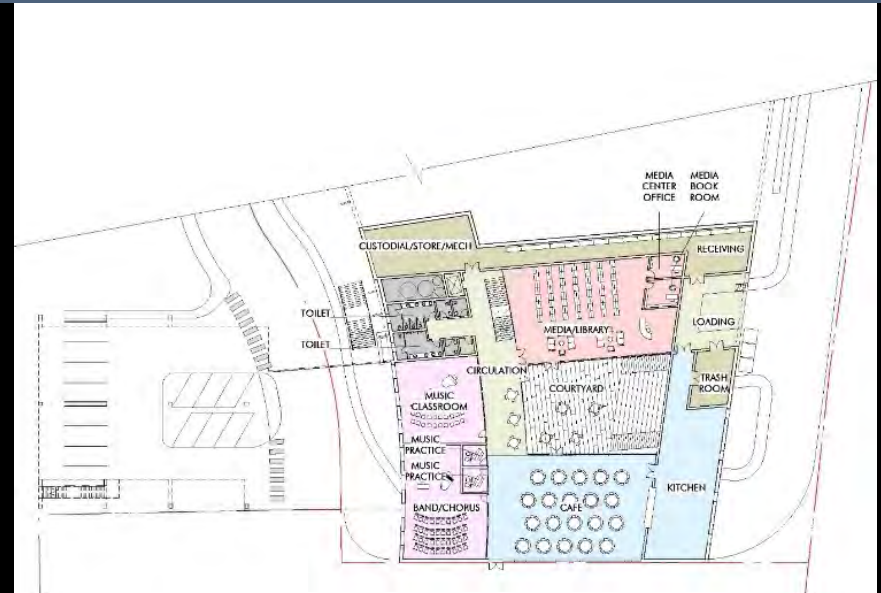 MEDIA
CENTER
OFFICE
MEDIA
BOOK
ROOM
CUSTODIAL/STORE/MECH
RECEIVING
TOILET
MEDIA/LIBRARY
LOADING
TOILET
CIRCULATION
COURTYARD
TRASH
ROOM
MUSIC
CLASSROOM
MUSIC
PRACTICE
MUSIC
PRACTICE
KITCHEN
BAND/CHORUS
CAFE